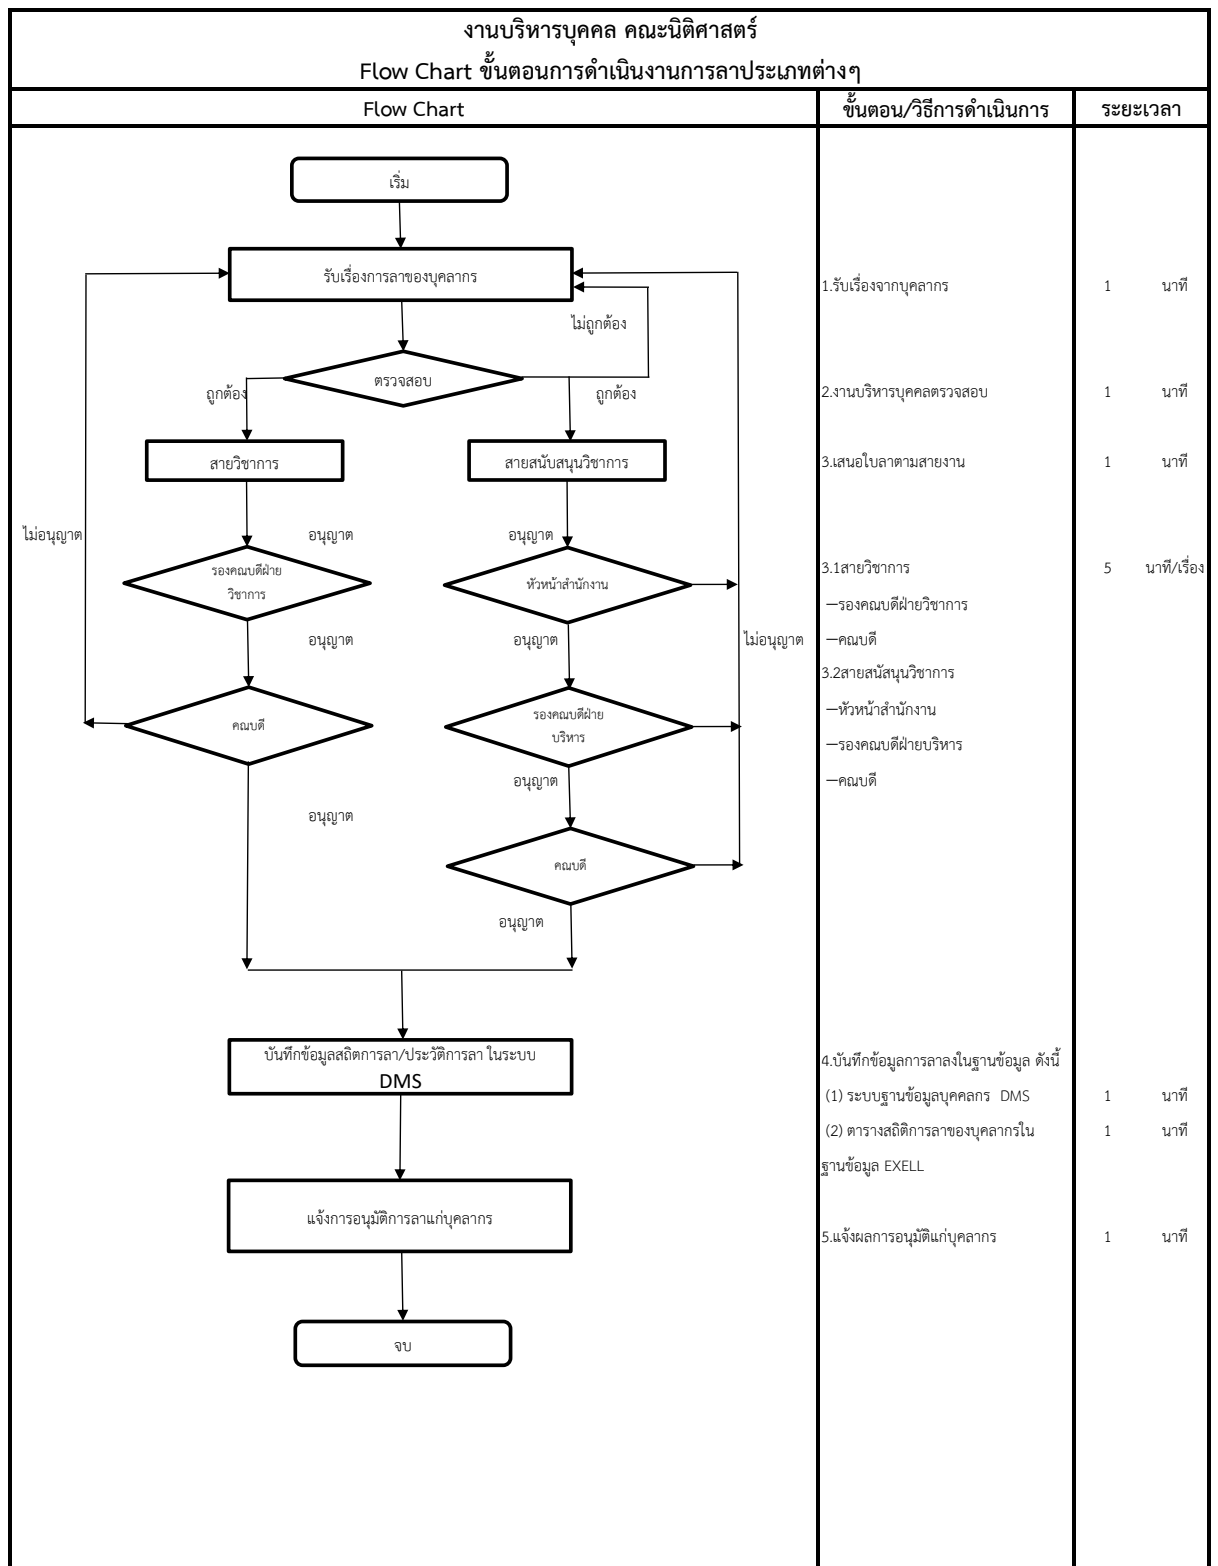 งานบริหารบุคคล คณะนิติศาสตร์
Flow Chart ขั้นตอนการดำเนินงานการลาประเภทต่างๆ
Flow Chart
ขั้นตอน/วิธีการดำเนินการ
ระยะเวลา
เริ่ม
รับเรื่องการลาของบุคลากร
ไม่ถูกต้อง
ตรวจสอบ
ถูกต้อง
ถูกต้อง
สายวิชาการ
สายสนับสนุนวิชาการ
ไม่อนุญาต
อนุญาต
อนุญาต
รองคณบดีฝ่าย
วิชาการ
หัวหน้าสำนักงาน
อนุญาต
อนุญาต
ไม่อนุญาต
คณบดี
รองคณบดีฝ่าย
บริหาร
อนุญาต
อนุญาต
คณบดี
อนุญาต
บันทึกข้อมูลสถิตการลา/ประวัติการลา ในระบบ
DMS
แจ้งการอนุมัติการลาแก่บุคลากร
จบ
1.รับเรื่องจากบุคลากร 1 นาที
2.งานบริหารบุคคลตรวจสอบ 1 นาที
3.เสนอใบลาตามสายงาน 1 นาที
3.1สายวิชาการ 5 นาที/เรื่อง
–รองคณบดีฝ่ายวิชาการ
–คณบดี
3.2สายสนัสนุนวิชาการ
–หัวหน้าสำนักงาน
–รองคณบดีฝ่ายบริหาร
–คณบดี
4.บันทึกข้อมูลการลาลงในฐานข้อมูล ดังนี้
(1) ระบบฐานข้อมูลบุคคลกร DMS 1 นาที
(2) ตารางสถิติการลาของบุคลากรใน 1 นาที
ฐานข้อมูล EXELL
5.แจ้งผลการอนุมัติแก่บุคลากร 1 นาที